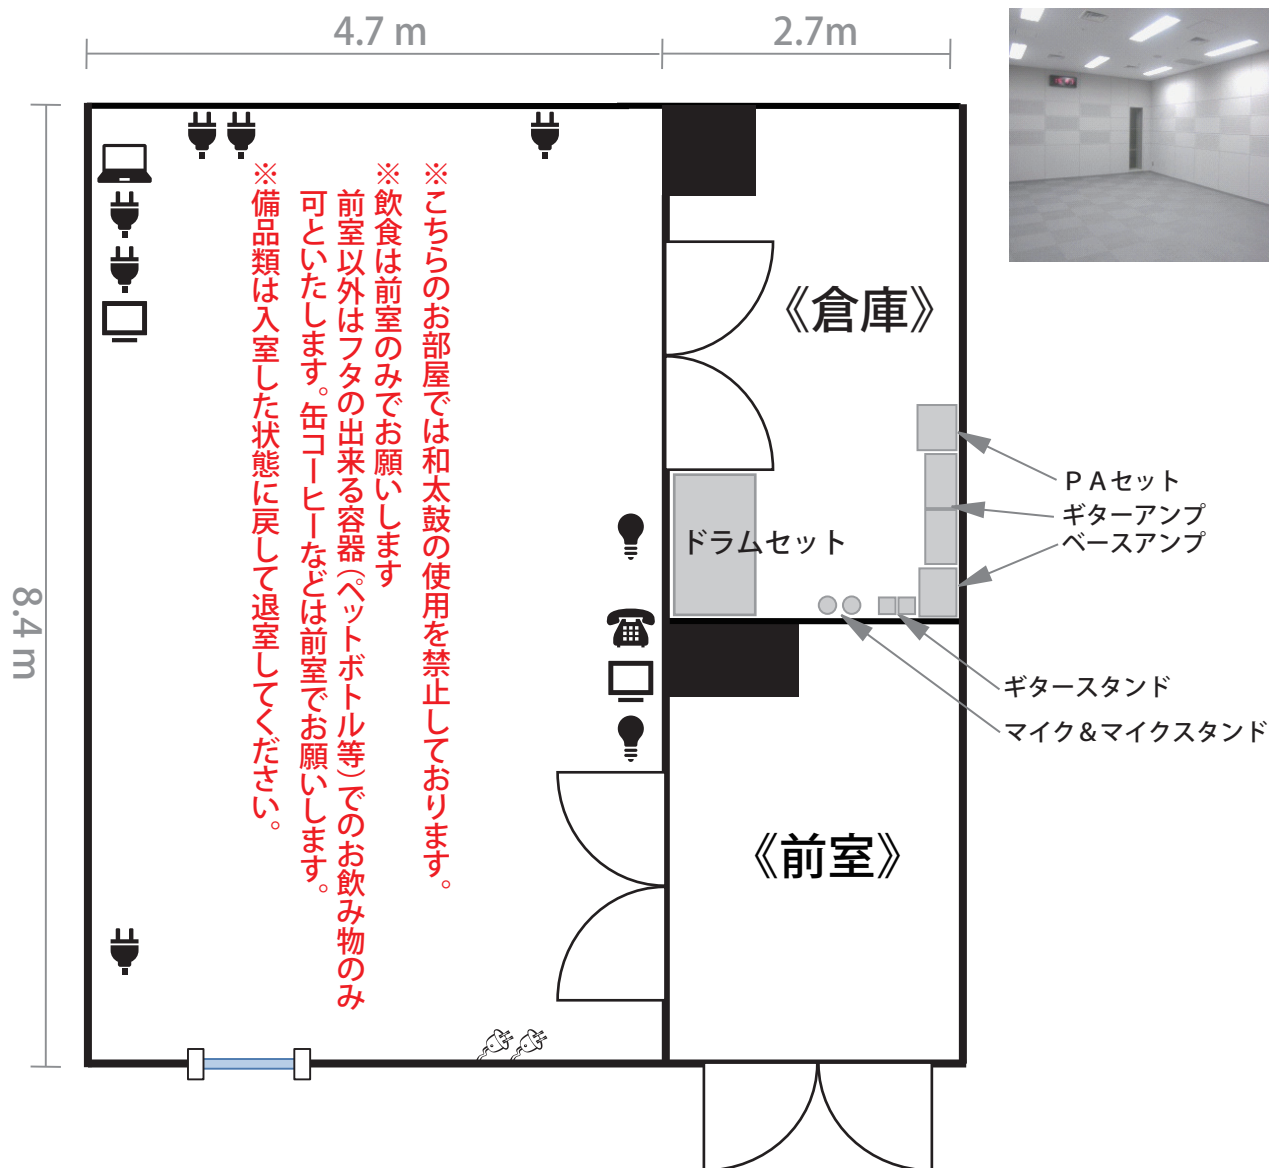 4.7 m
2.7m
8.4 m
※こちらのお部屋では和太鼓の使用を禁止しております。
※飲食は前室のみでお願いします
前室以外はフタの出来る容器（ペットボトル等）でのお飲み物のみ
可といたします。缶コーヒーなどは前室でお願いします。
※備品類は入室した状態に戻して退室してください。
《倉庫》
ＰＡセット
ギターアンプ
ベースアンプ
ドラムセット
ギタースタンド
マイク＆マイクスタンド
《前室》